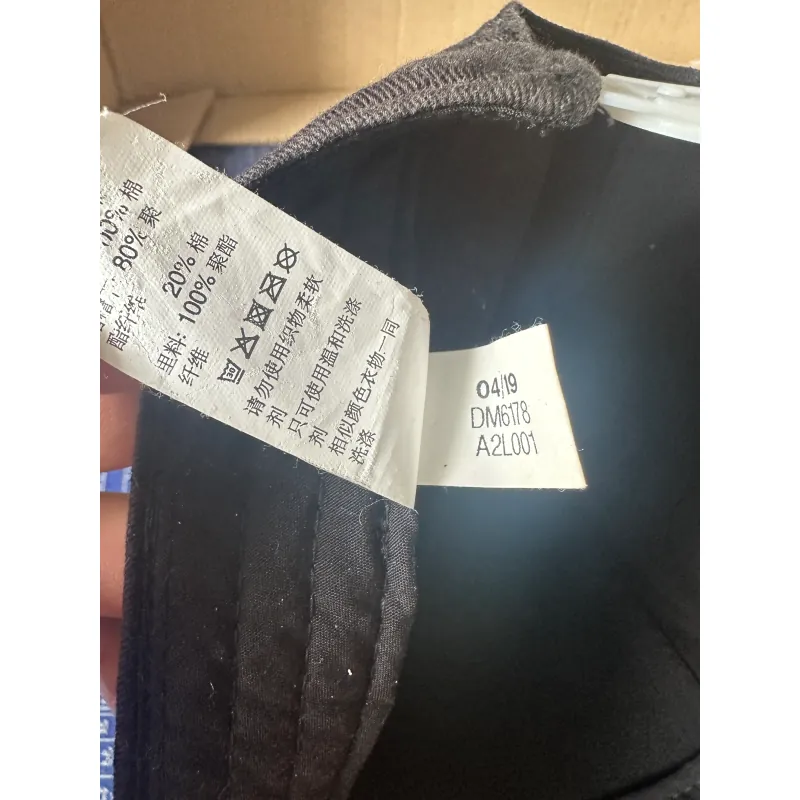 00% 棉
80% 聚
酯纤维
20% 棉
里料: 100% 聚酯
纤维
请勿使用织物柔软
剂
只可使用温和洗涤
剂
相似颜色衣物一同
洗涤
04/19
DM6178
A2L001